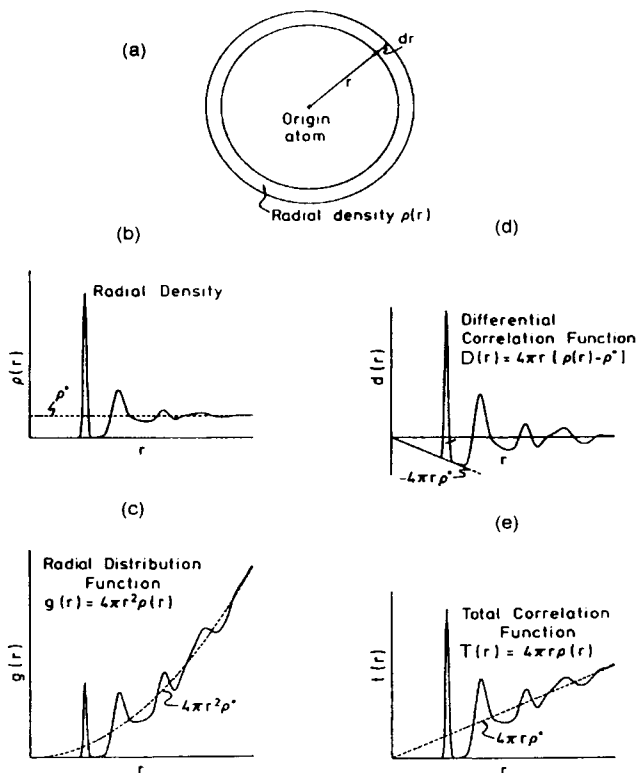 (a)
dr
r
Origin
atom
Radial density ρ(r)
(b)
Radial Density
ρ°
ρ(r)
r
(c)
Radial Distribution
Function
g(r) = 4πr²ρ(r)
g(r)
4πr²ρ°
r
(d)
Differential
Correlation Function
D(r) = 4πr [ρ(r)-ρ°]
d(r)
r
-4πrρ°
(e)
Total Correlation
Function
T(r) = 4πrρ(r)
t(r)
4πrρ°
r